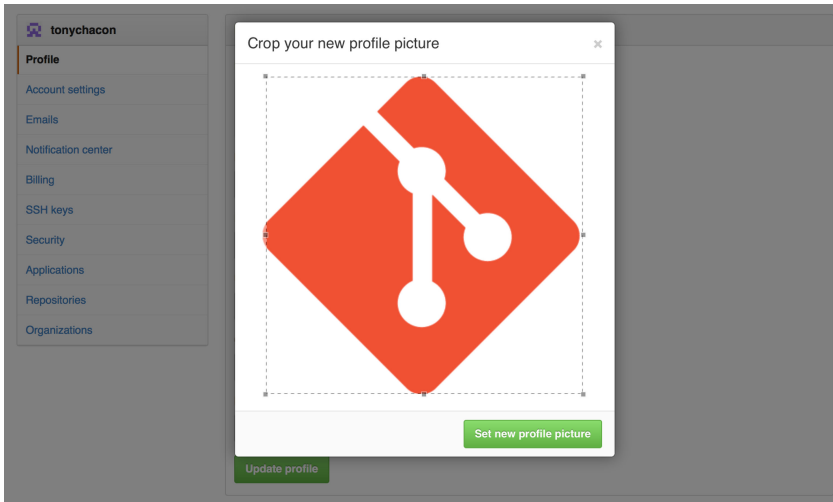 tonychacon
Profile
Account settings
Emails
Notification center
Billing
SSH keys
Security
Applications
Repositories
Organizations
Crop your new profile picture
×
Set new profile picture
Update profile